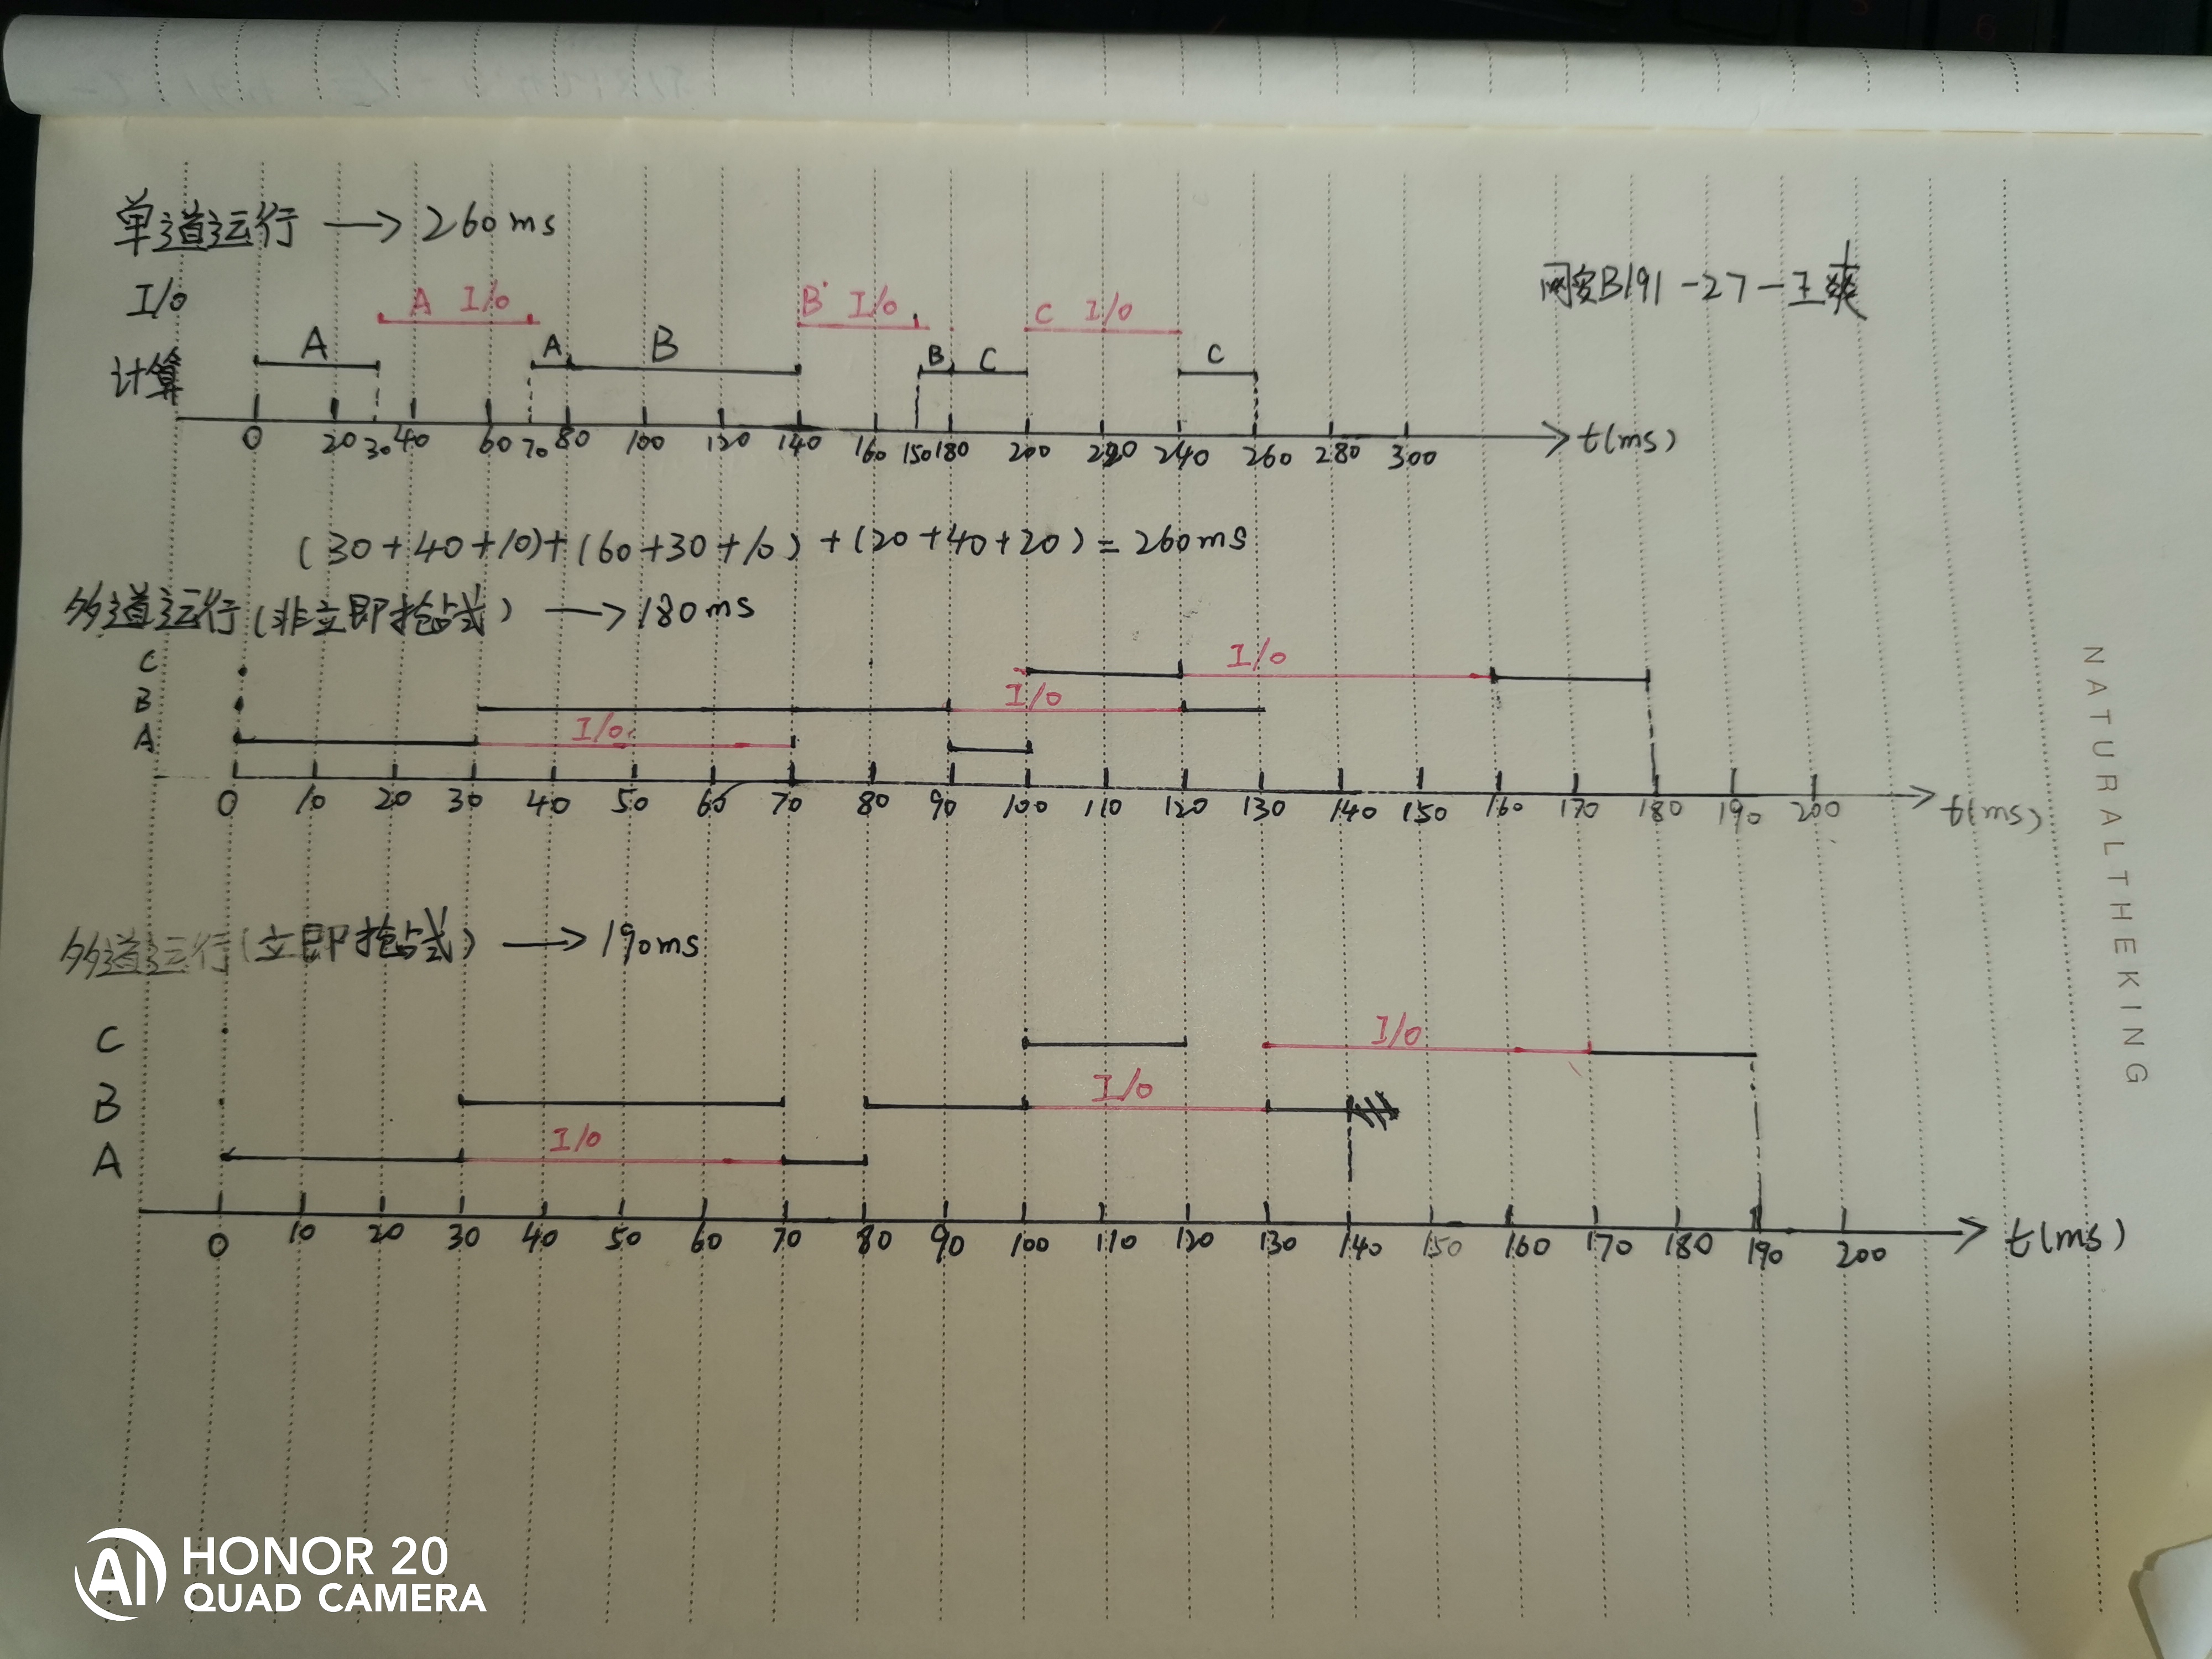 单道运行 → 260ms
网安B191-27-王爽
I/o A I/o B I/o C I/o
计算 A A B B C C
0 20 30 40 60 70 80 100 120 140 160 150 180 200 220 240 260 280 300 t(ms)
(30+40+10)+(60+30+10)+(20+40+20)=260ms
多道运行(非立即抢占式) → 180ms
C I/o
B I/o
A I/o
0 10 20 30 40 50 60 70 80 90 100 110 120 130 140 150 160 170 180 190 200 t(ms)
多道运行(立即抢占式) → 190ms
C I/o
B I/o
A I/o
0 10 20 30 40 50 60 70 80 90 100 110 120 130 140 150 160 170 180 190 200 t(ms)
NATURALTHEKING
AI HONOR 20
QUAD CAMERA